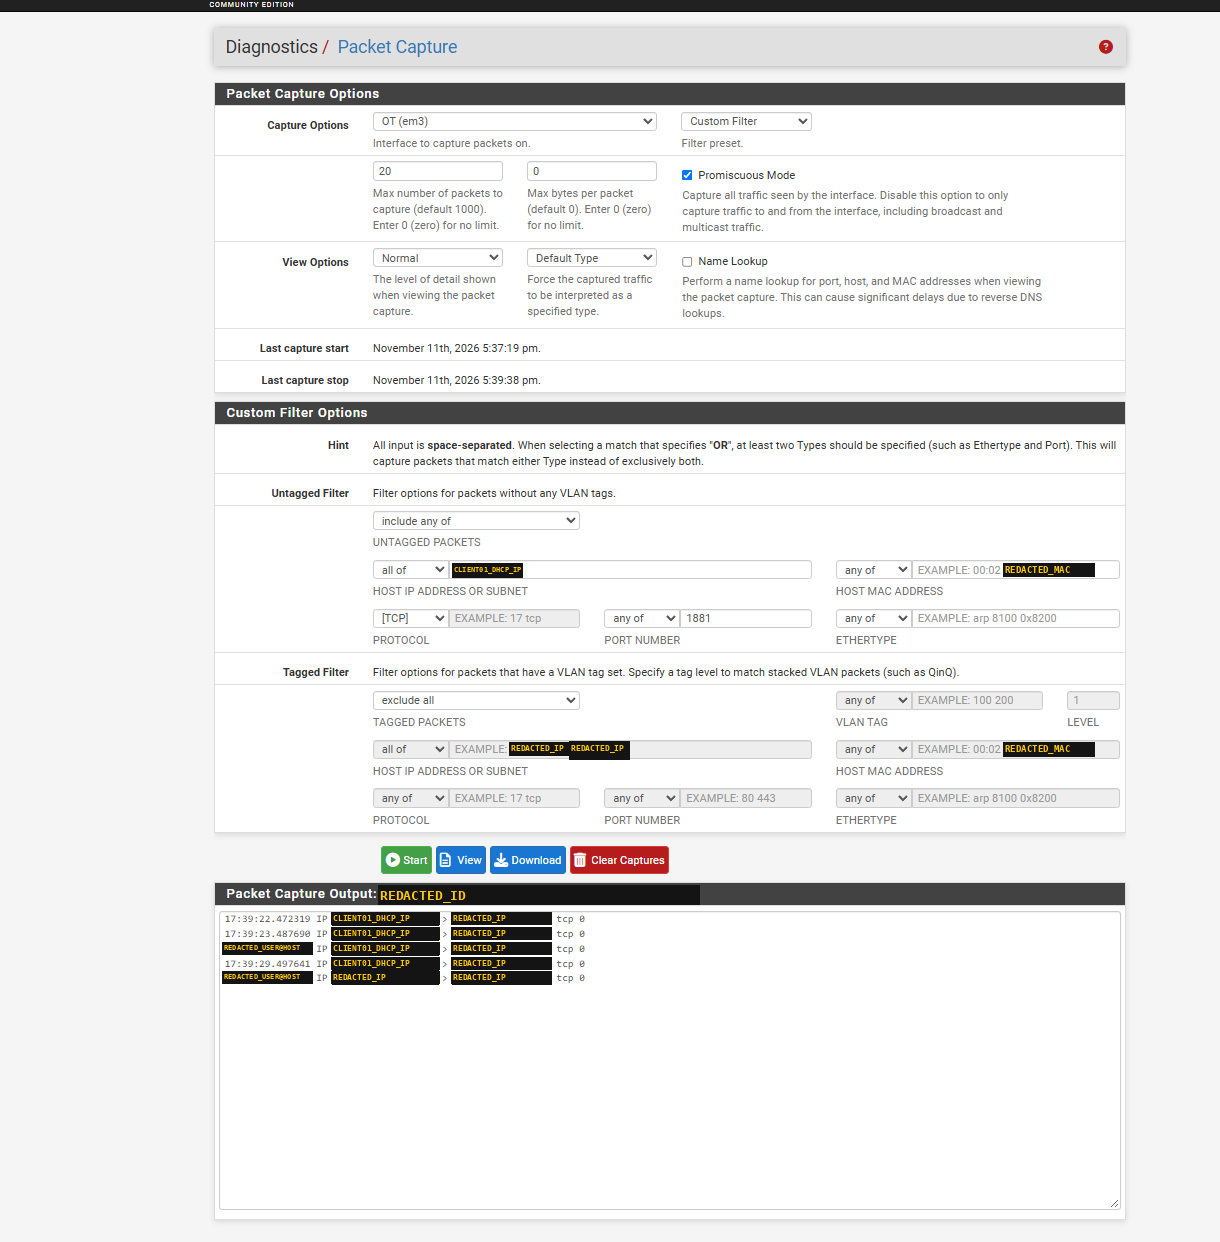 COMMUNITY EDITION
Diagnostics / Packet Capture
?
Packet Capture Options
Capture Options
OT (em3)
Custom Filter
Interface to capture packets on.
Filter preset.
20
0
Promiscuous Mode
Max number of packets to
capture (default 1000).
Enter 0 (zero) for no limit.
Max bytes per packet
(default 0). Enter 0 (zero)
for no limit.
Capture all traffic seen by the interface. Disable this option to only
capture traffic to and from the interface, including broadcast and
multicast traffic.
View Options
Normal
Default Type
Name Lookup
The level of detail shown
when viewing the packet
capture.
Force the captured traffic
to be interpreted as a
specified type.
Perform a name lookup for port, host, and MAC addresses when viewing
the packet capture. This can cause significant delays due to reverse DNS
lookups.
Last capture start November 11th, 2026 5:37:19 pm.
Last capture stop November 11th, 2026 5:39:38 pm.
Custom Filter Options
Hint
All input is space-separated. When selecting a match that specifies "OR", at least two Types should be specified (such as Ethertype and Port). This will
capture packets that match either Type instead of exclusively both.
Untagged Filter Filter options for packets without any VLAN tags.
include any of
UNTAGGED PACKETS
all of CLIENT01_DHCP_IP any of EXAMPLE: 00:02 REDACTED_MAC
HOST IP ADDRESS OR SUBNET HOST MAC ADDRESS
[TCP] EXAMPLE: 17 tcp any of 1881 any of EXAMPLE: arp 8100 0x8200
PROTOCOL PORT NUMBER ETHERTYPE
Tagged Filter Filter options for packets that have a VLAN tag set. Specify a tag level to match stacked VLAN packets (such as QinQ).
exclude all any of EXAMPLE: 100 200 1
TAGGED PACKETS VLAN TAG LEVEL
all of EXAMPLE: REDACTED_IP REDACTED_IP any of EXAMPLE: 00:02 REDACTED_MAC
HOST IP ADDRESS OR SUBNET HOST MAC ADDRESS
any of EXAMPLE: 17 tcp any of EXAMPLE: 80 443 any of EXAMPLE: arp 8100 0x8200
PROTOCOL PORT NUMBER ETHERTYPE
Start View Download Clear Captures
Packet Capture Output: REDACTED_ID
17:39:22.472319 IP CLIENT01_DHCP_IP > REDACTED_IP tcp 0
17:39:23.487690 IP CLIENT01_DHCP_IP > REDACTED_IP tcp 0
REDACTED_USER@HOST IP CLIENT01_DHCP_IP > REDACTED_IP tcp 0
17:39:29.497641 IP CLIENT01_DHCP_IP > REDACTED_IP tcp 0
REDACTED_USER@HOST IP REDACTED_IP > REDACTED_IP tcp 0